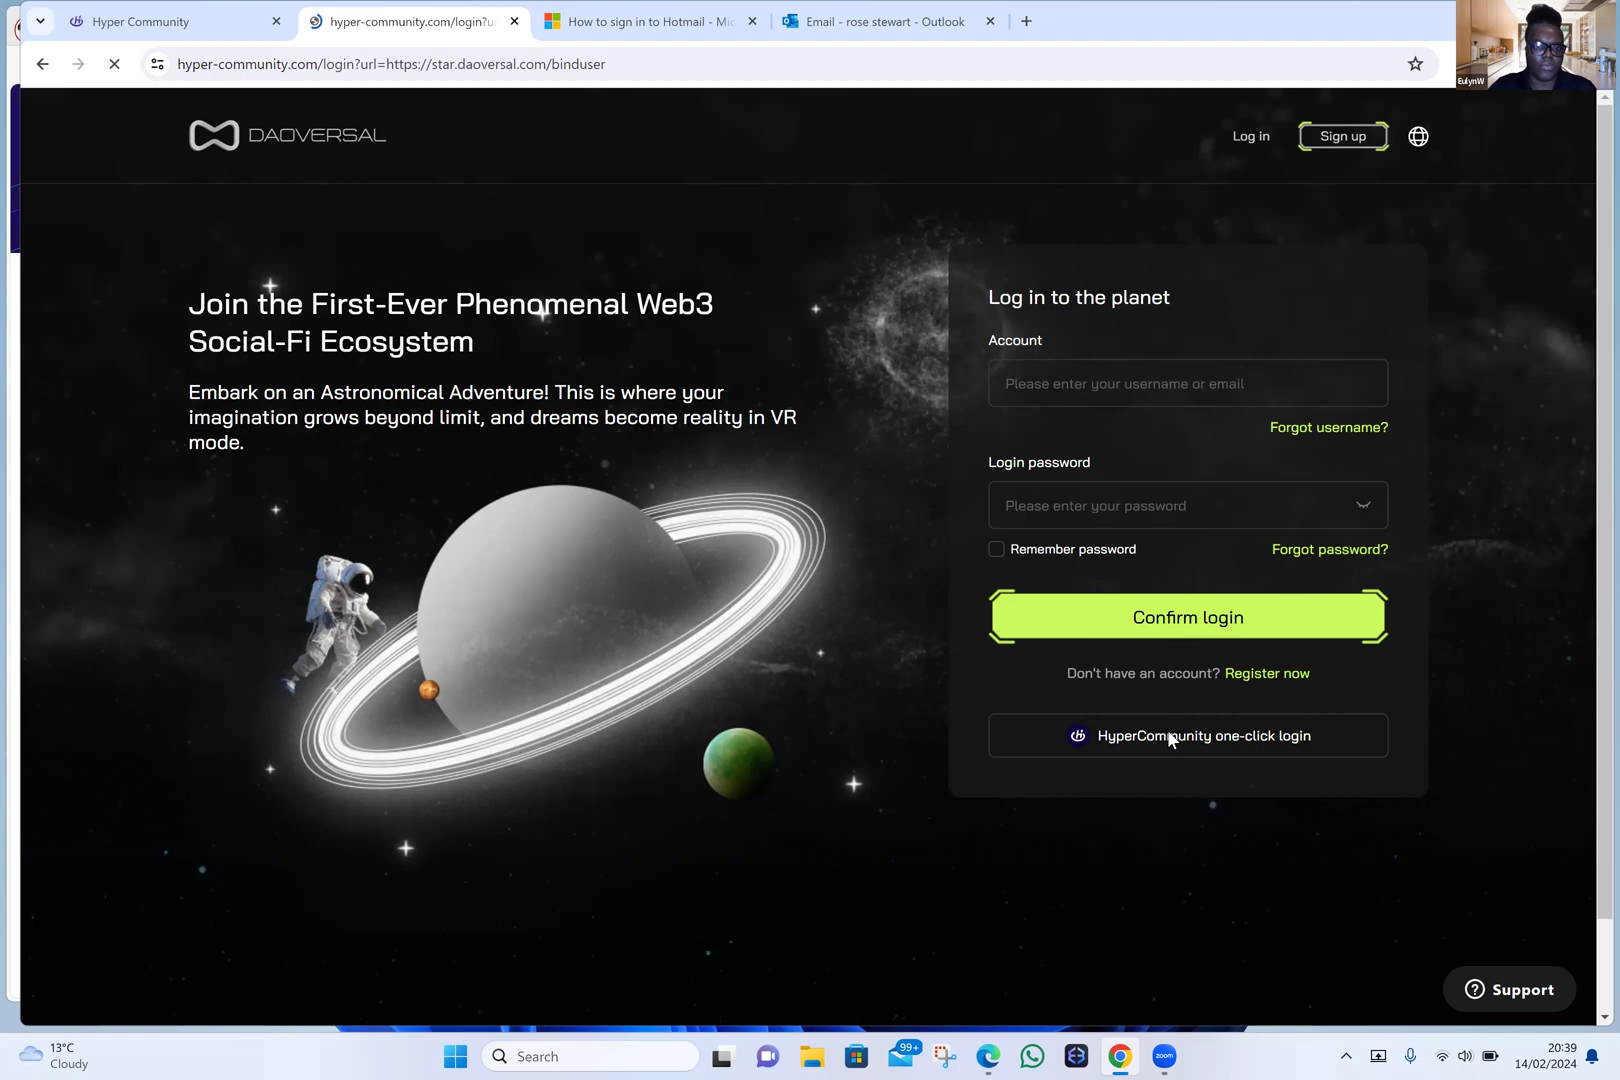 Hyper Community
hyper-community.com/login?u
How to sign in to Hotmail - Mic
Email - rose stewart - Outlook
hyper-community.com/login?url=https://star.daoversal.com/binduser
EulynW
DAOVERSAL
Log in
Sign up
Join the First-Ever Phenomenal Web3
Social-Fi Ecosystem
Embark on an Astronomical Adventure! This is where your
imagination grows beyond limit, and dreams become reality in VR
mode.
Log in to the planet
Account
Please enter your username or email
Forgot username?
Login password
Please enter your password
Remember password
Forgot password?
Confirm login
Don't have an account? Register now
HyperCommunity one-click login
Support
13°C
Cloudy
Search
99+
zoom
20:39
14/02/2024